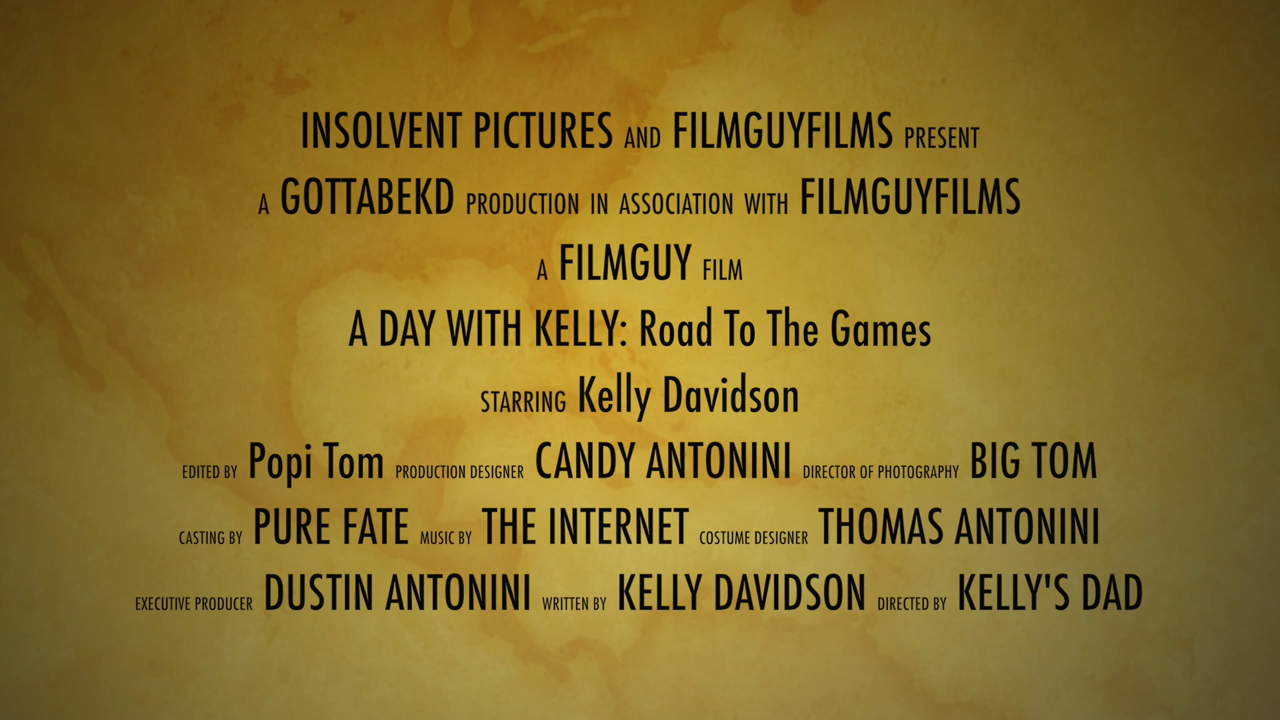 INSOLVENT PICTURES AND FILMGUYFILMS PRESENT
A GOTTABEKD PRODUCTION IN ASSOCIATION WITH FILMGUYFILMS
A FILMGUY FILM
A DAY WITH KELLY: Road To The Games
STARRING Kelly Davidson
EDITED BY Popi Tom PRODUCTION DESIGNER CANDY ANTONINI DIRECTOR OF PHOTOGRAPHY BIG TOM
CASTING BY PURE FATE MUSIC BY THE INTERNET COSTUME DESIGNER THOMAS ANTONINI
EXECUTIVE PRODUCER DUSTIN ANTONINI WRITTEN BY KELLY DAVIDSON DIRECTED BY KELLY'S DAD